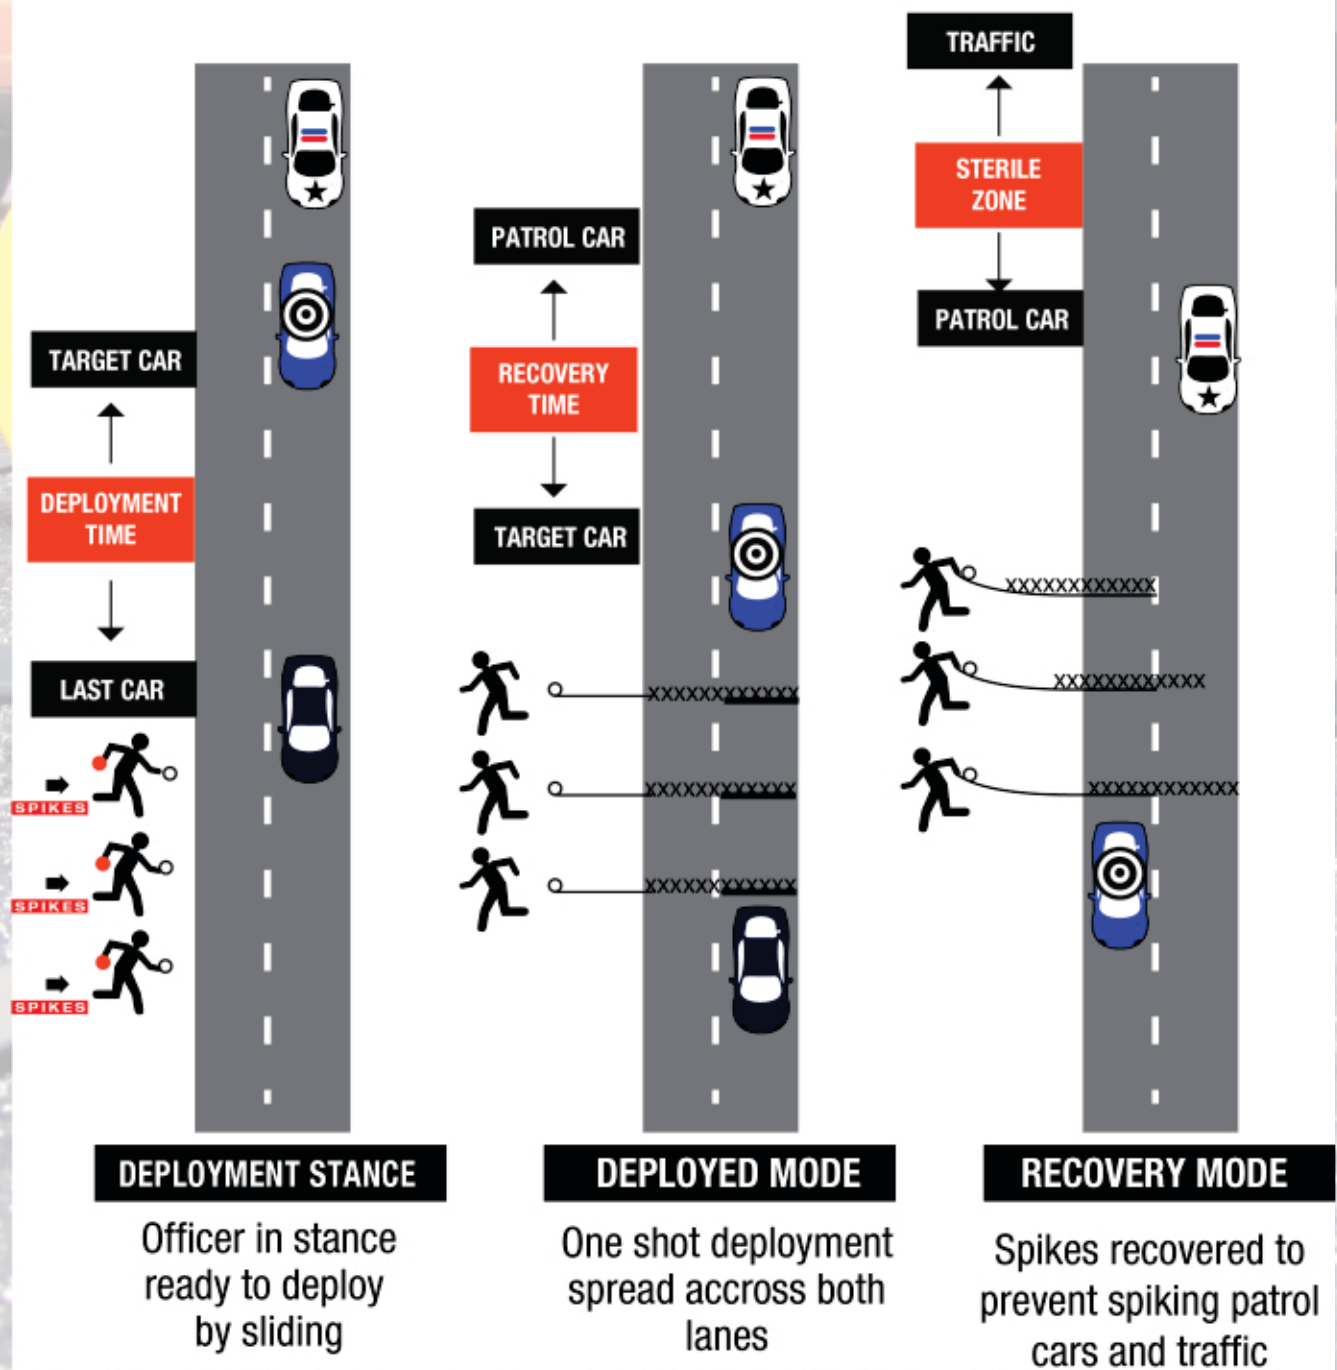 TARGET CAR
DEPLOYMENT
TIME
LAST CAR
SPIKES
SPIKES
SPIKES
DEPLOYMENT STANCE
Officer in stance
ready to deploy
by sliding
PATROL CAR
RECOVERY
TIME
TARGET CAR
XXXXXXXXXXXX
XXXXXXXXXXXX
XXXXXXXXXXXX
DEPLOYED MODE
One shot deployment
spread accross both
lanes
TRAFFIC
STERILE
ZONE
PATROL CAR
XXXXXXXXXXXX
XXXXXXXXXXXX
XXXXXXXXXXXX
RECOVERY MODE
Spikes recovered to
prevent spiking patrol
cars and traffic